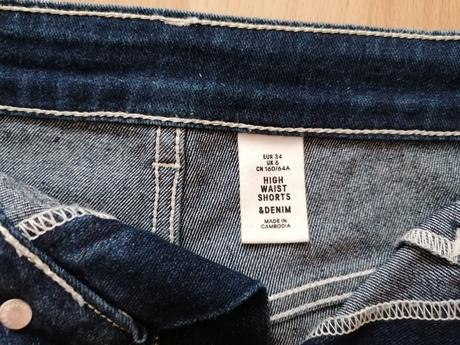 EUR 34
UK 6
CN 160/64A
HIGH
WAIST
SHORTS
&DENIM
MADE IN
CAMBODIA